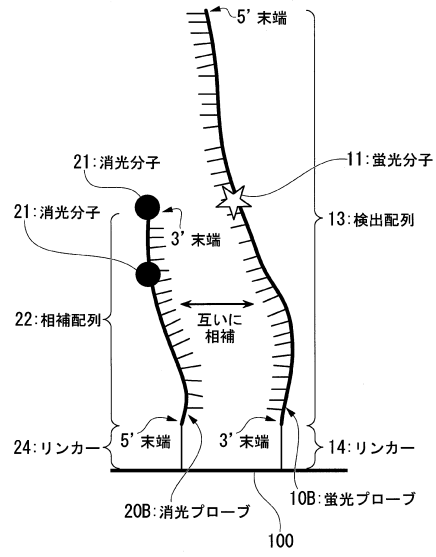 5’末端
11:蛍光分子
21:消光分子
21:消光分子
3’末端
13:検出配列
22:相補配列
互いに
相補
5’末端
3’末端
24:リンカー
14:リンカー
20B:消光プローブ
10B:蛍光プローブ
100